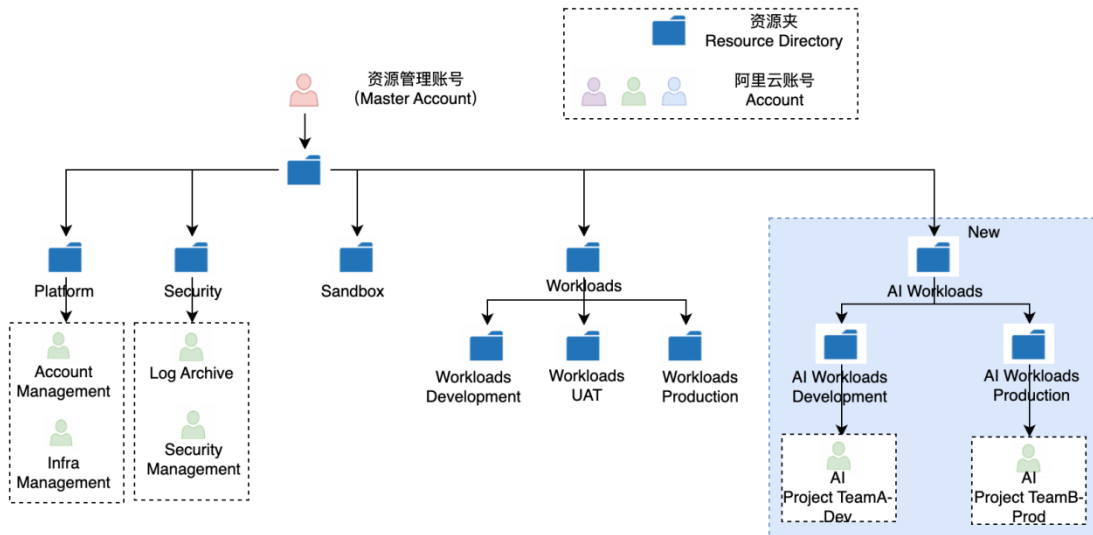 资源夹
Resource Directory
资源管理账号
（Master Account）
阿里云账号
Account
New
Platform
Security
Sandbox
Workloads
AI Workloads
Account
Management
Infra
Management
Log Archive
Security
Management
Workloads
Development
Workloads
UAT
Workloads
Production
AI Workloads
Development
AI Workloads
Production
AI
Project TeamA-
Dev
AI
Project TeamB-
Prod